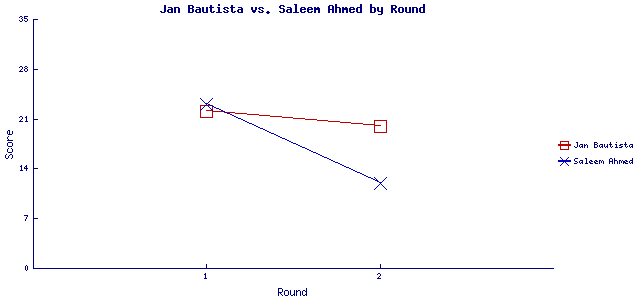 Jan Bautista vs. Saleem Ahmed by Round
35
28
21
14
7
0
Score
1
2
Round
Jan Bautista
Saleem Ahmed